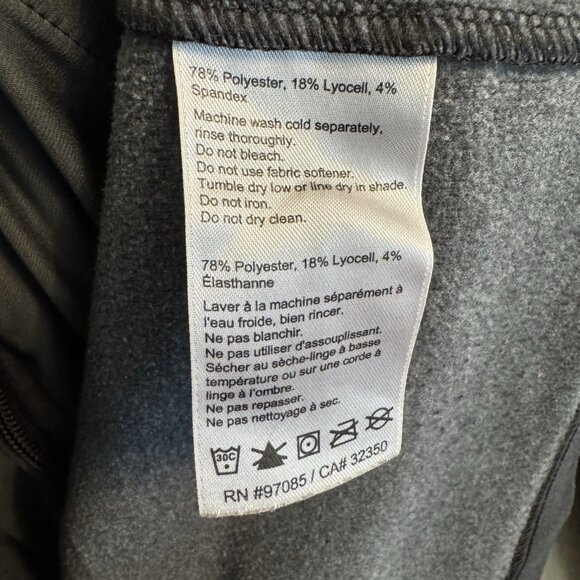 78% Polyester, 18% Lyocell, 4%
Spandex
Machine wash cold separately,
rinse thoroughly.
Do not bleach.
Do not use fabric softener.
Tumble dry low or line dry in shade.
Do not iron.
Do not dry clean.
78% Polyester, 18% Lyocell, 4%
Élasthanne
Laver à la machine séparément à
l'eau froide, bien rincer.
Ne pas blanchir.
Ne pas utiliser d'assouplissant.
Sécher au sèche-linge à basse
température ou sur une corde à
linge à l'ombre.
Ne pas repasser.
Ne pas nettoyage à sec.
30C
RN #97085 / CA# 32350